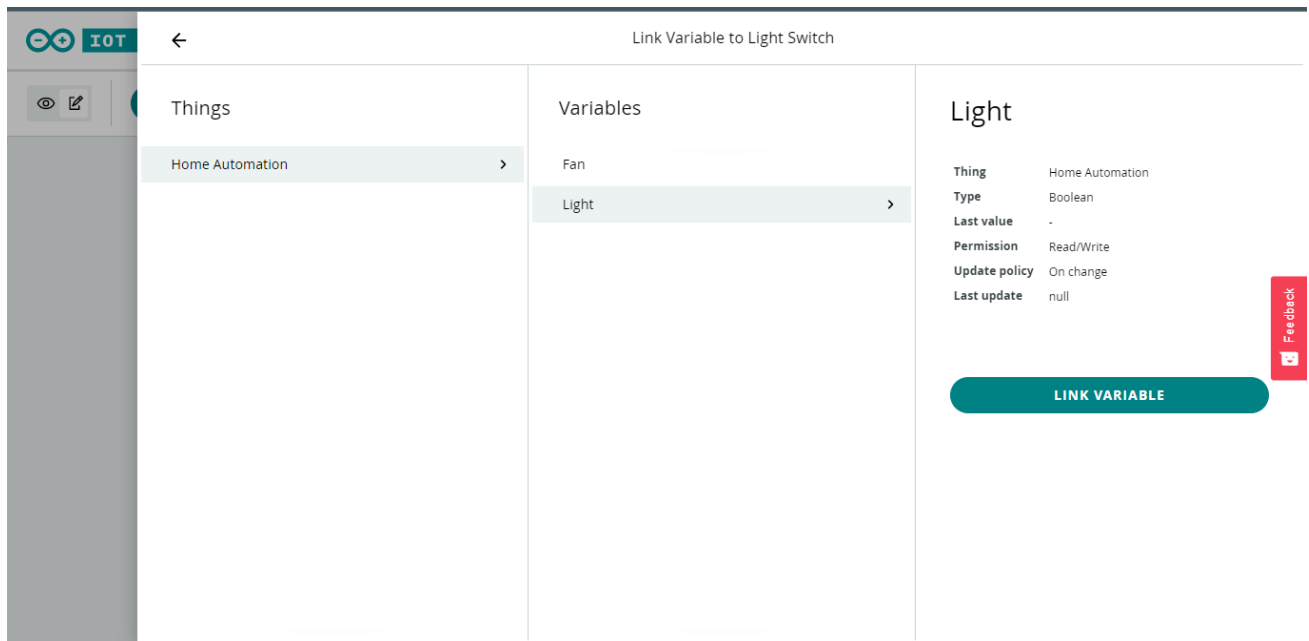 IOT
Link Variable to Light Switch
Things
Home Automation
Variables
Fan
Light
Light
Thing Home Automation
Type Boolean
Last value -
Permission Read/Write
Update policy On change
Last update null
LINK VARIABLE
Feedback